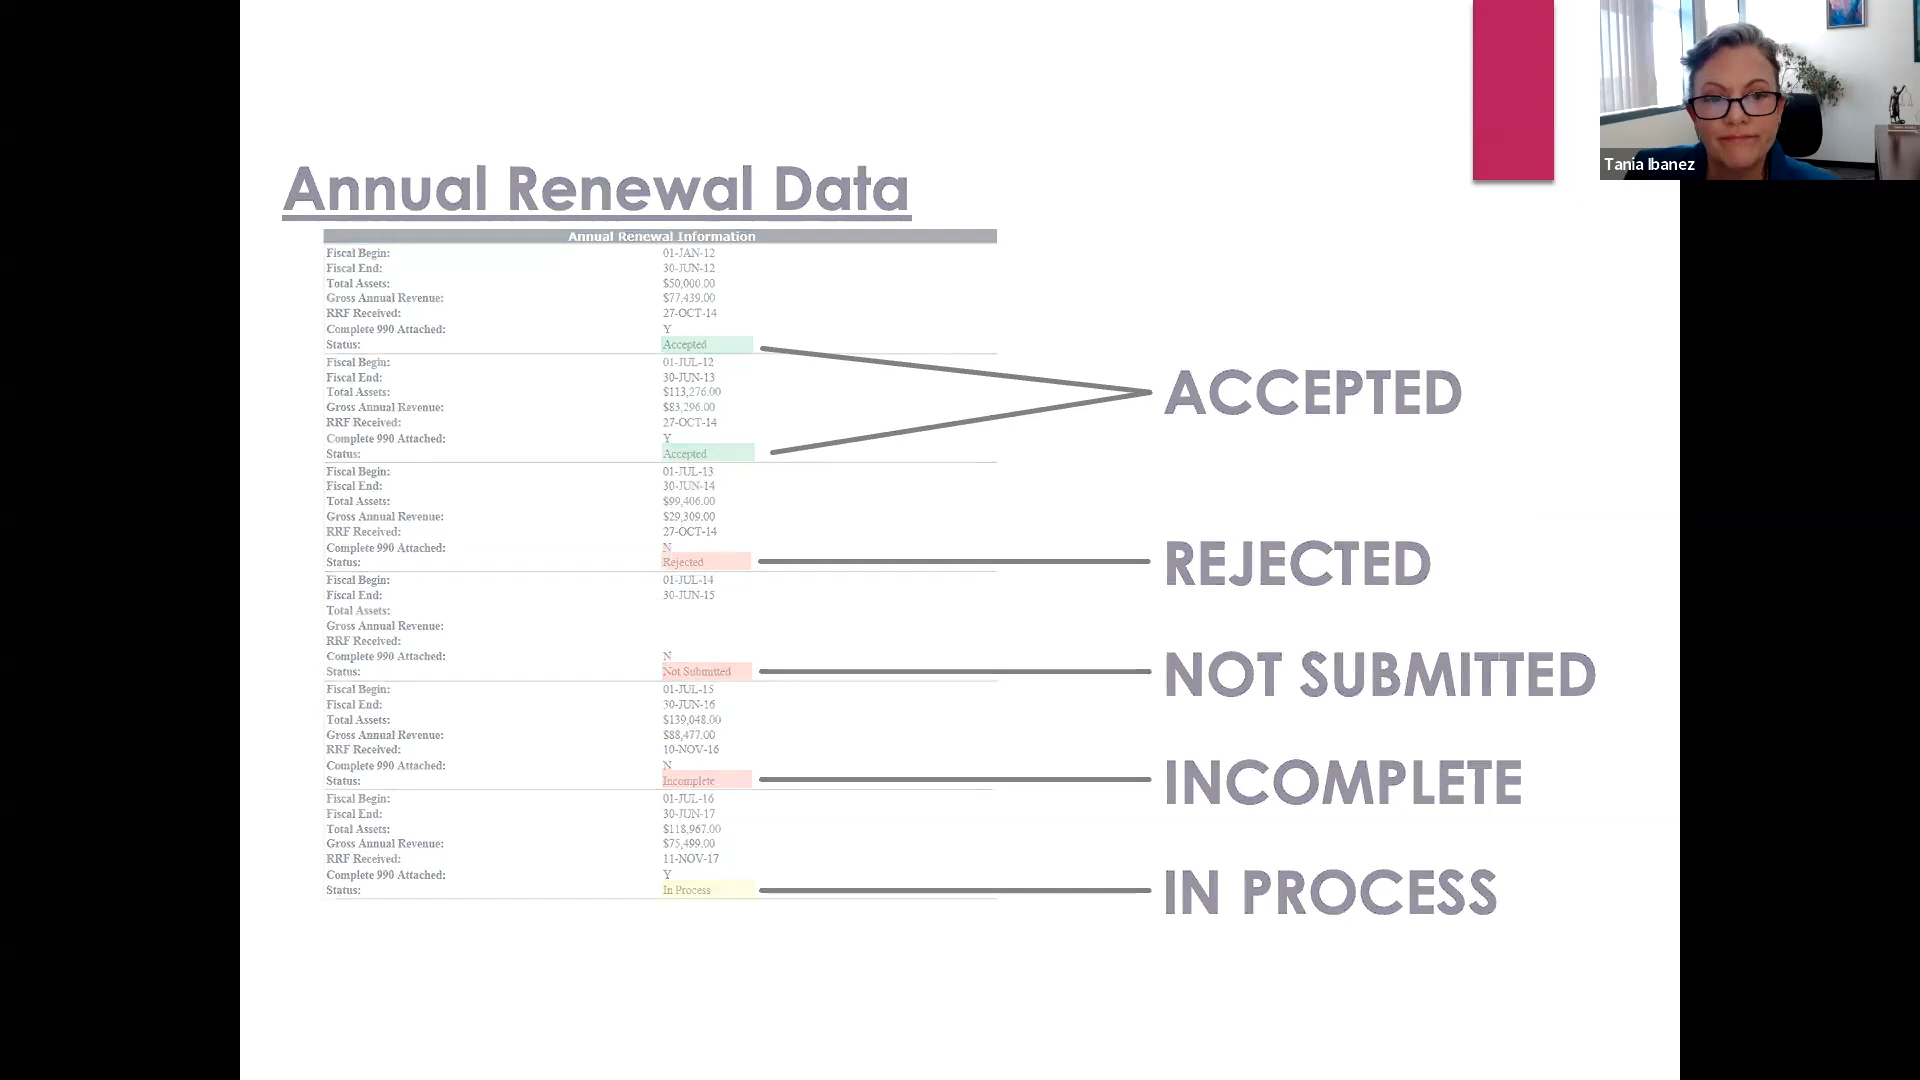 Tania Ibanez
Annual Renewal Data
Annual Renewal Information
Fiscal Begin: 01-JAN-12
Fiscal End: 30-JUN-12
Total Assets: $50,000.00
Gross Annual Revenue: $77,439.00
RRF Received: 27-OCT-14
Complete 990 Attached: Y
Status: Accepted
Fiscal Begin: 01-JUL-12
Fiscal End: 30-JUN-13
Total Assets: $113,276.00
Gross Annual Revenue: $83,296.00
RRF Received: 27-OCT-14
Complete 990 Attached: Y
Status: Accepted
ACCEPTED
Fiscal Begin: 01-JUL-13
Fiscal End: 30-JUN-14
Total Assets: $99,406.00
Gross Annual Revenue: $29,309.00
RRF Received: 27-OCT-14
Complete 990 Attached: N
Status: Rejected
REJECTED
Fiscal Begin: 01-JUL-14
Fiscal End: 30-JUN-15
Total Assets:
Gross Annual Revenue:
RRF Received:
Complete 990 Attached: N
Status: Not Submitted
NOT SUBMITTED
Fiscal Begin: 01-JUL-15
Fiscal End: 30-JUN-16
Total Assets: $139,048.00
Gross Annual Revenue: $88,477.00
RRF Received: 10-NOV-16
Complete 990 Attached: N
Status: Incomplete
INCOMPLETE
Fiscal Begin: 01-JUL-16
Fiscal End: 30-JUN-17
Total Assets: $118,967.00
Gross Annual Revenue: $75,499.00
RRF Received: 11-NOV-17
Complete 990 Attached: Y
Status: In Process
IN PROCESS